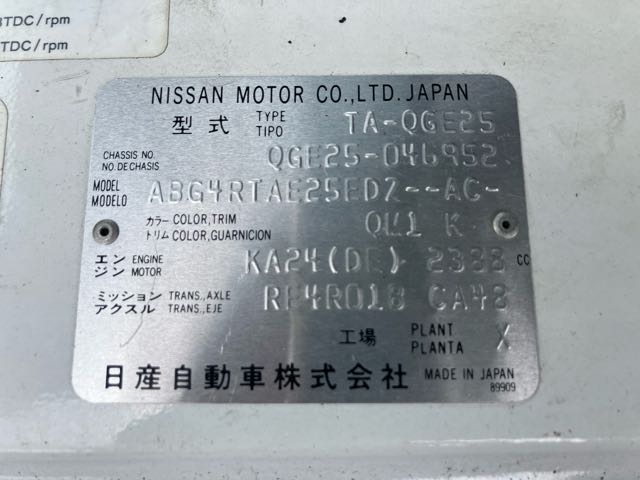 BTDC/rpm
TDC/rpm
NISSAN MOTOR CO.,LTD. JAPAN
型式 TYPE TIPO TA-QGE25
CHASSIS NO. NO. DE CHASIS QGE25-046952
MODEL MODELO ABG4RTAE25EDZ--AC-
カラー COLOR,TRIM
トリム COLOR,GUARNICION QM1 K
エンジン ENGINE MOTOR KA24(DE) 2388 CC
ミッション TRANS.,AXLE
アクスル TRANS.,EJE RE4R01B CA48
工場 PLANT PLANTA X
日産自動車株式会社 MADE IN JAPAN
89909